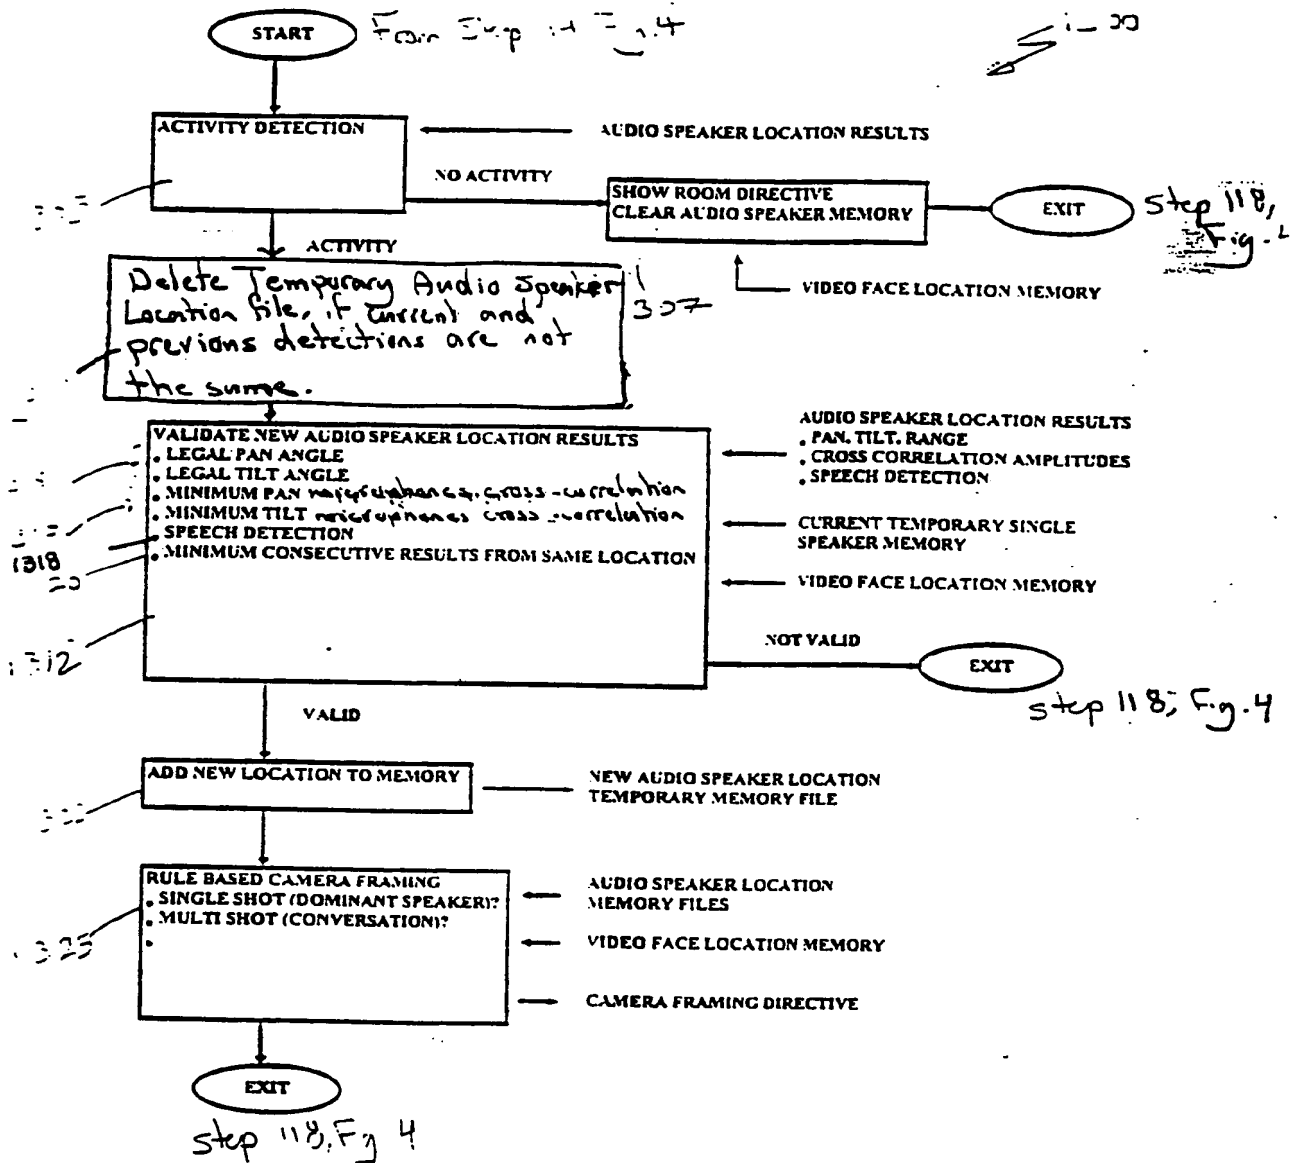 START
From Step Fig. 4
ACTIVITY DETECTION
AUDIO SPEAKER LOCATION RESULTS
NO ACTIVITY
SHOW ROOM DIRECTIVE
CLEAR AUDIO SPEAKER MEMORY
EXIT
step 118,
Fig.
ACTIVITY
VIDEO FACE LOCATION MEMORY
Delete Temporary Audio Speaker
Location file, if current and
previous detections are not
the same.
307
VALIDATE NEW AUDIO SPEAKER LOCATION RESULTS
• LEGAL PAN ANGLE
• LEGAL TILT ANGLE
• MINIMUM PAN microphones cross-correlation
• MINIMUM TILT microphones cross-correlation
• SPEECH DETECTION
• MINIMUM CONSECUTIVE RESULTS FROM SAME LOCATION
AUDIO SPEAKER LOCATION RESULTS
• PAN, TILT, RANGE
• CROSS CORRELATION AMPLITUDES
• SPEECH DETECTION
CURRENT TEMPORARY SINGLE
SPEAKER MEMORY
VIDEO FACE LOCATION MEMORY
1318
20
1312
NOT VALID
EXIT
step 118, Fig. 4
VALID
ADD NEW LOCATION TO MEMORY
NEW AUDIO SPEAKER LOCATION
TEMPORARY MEMORY FILE
RULE BASED CAMERA FRAMING
• SINGLE SHOT (DOMINANT SPEAKER)?
• MULTI SHOT (CONVERSATION)?
•
AUDIO SPEAKER LOCATION
MEMORY FILES
VIDEO FACE LOCATION MEMORY
CAMERA FRAMING DIRECTIVE
1325
EXIT
step 118, Fig 4